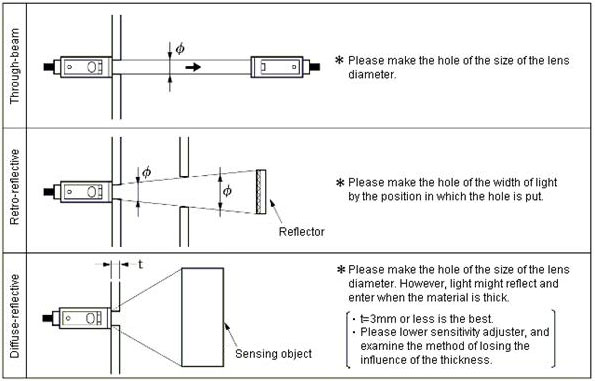 Through-beam
ϕ
* Please make the hole of the size of the lens
diameter.
Retro-reflective
ϕ
ϕ
Reflector
* Please make the hole of the width of light
by the position in which the hole is put.
Diffuse-reflective
t
Sensing object
* Please make the hole of the size of the lens
diameter. However, light might reflect and
enter when the material is thick.
・t=3mm or less is the best.
・Please lower sensitivity adjuster, and
examine the method of losing the
influence of the thickness.